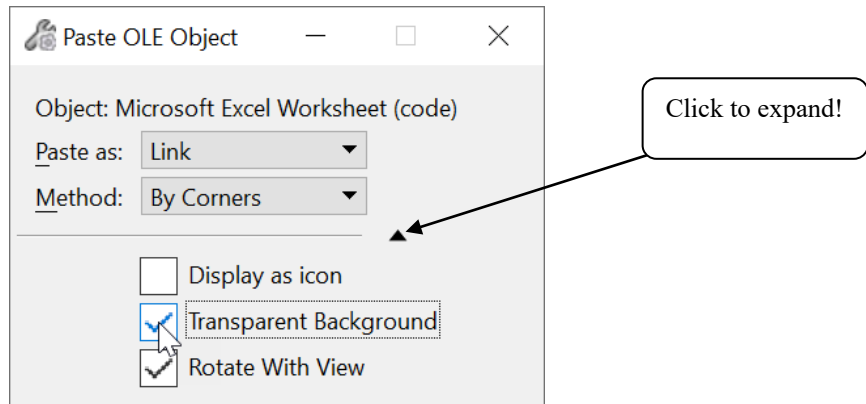 Paste OLE Object
Object: Microsoft Excel Worksheet (code)
Click to expand!
Paste as: Link
Method: By Corners
Display as icon
Transparent Background
Rotate With View